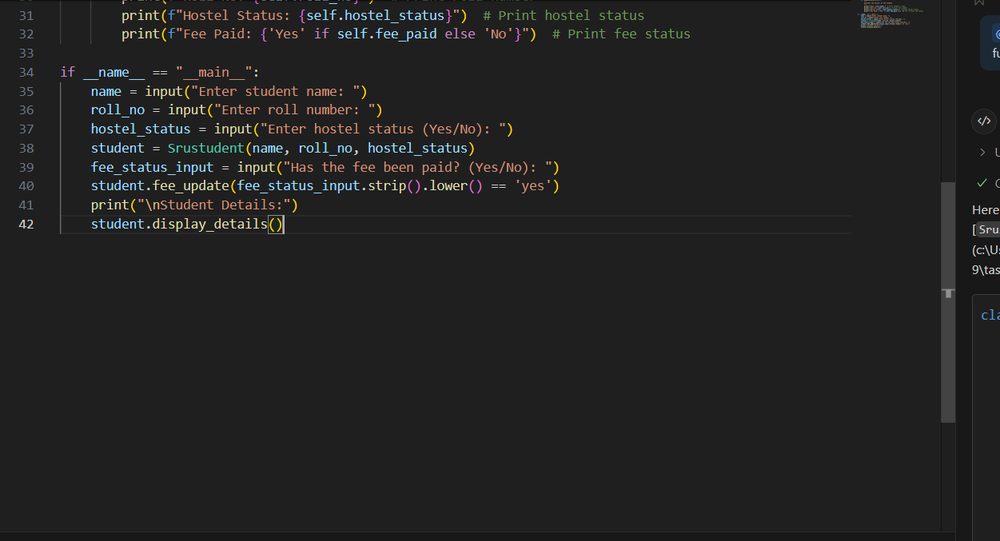 31 print(f"Hostel Status: {self.hostel_status}")  # Print hostel status
32 print(f"Fee Paid: {'Yes' if self.fee_paid else 'No'}")  # Print fee status
33
34 if __name__ == "__main__":
35     name = input("Enter student name: ")
36     roll_no = input("Enter roll number: ")
37     hostel_status = input("Enter hostel status (Yes/No): ")
38     student = Srustudent(name, roll_no, hostel_status)
39     fee_status_input = input("Has the fee been paid? (Yes/No): ")
40     student.fee_update(fee_status_input.strip().lower() == 'yes')
41     print("\nStudent Details:")
42     student.display_details()
fu
Here
[Sru
(c:\Us
9\tas
cla